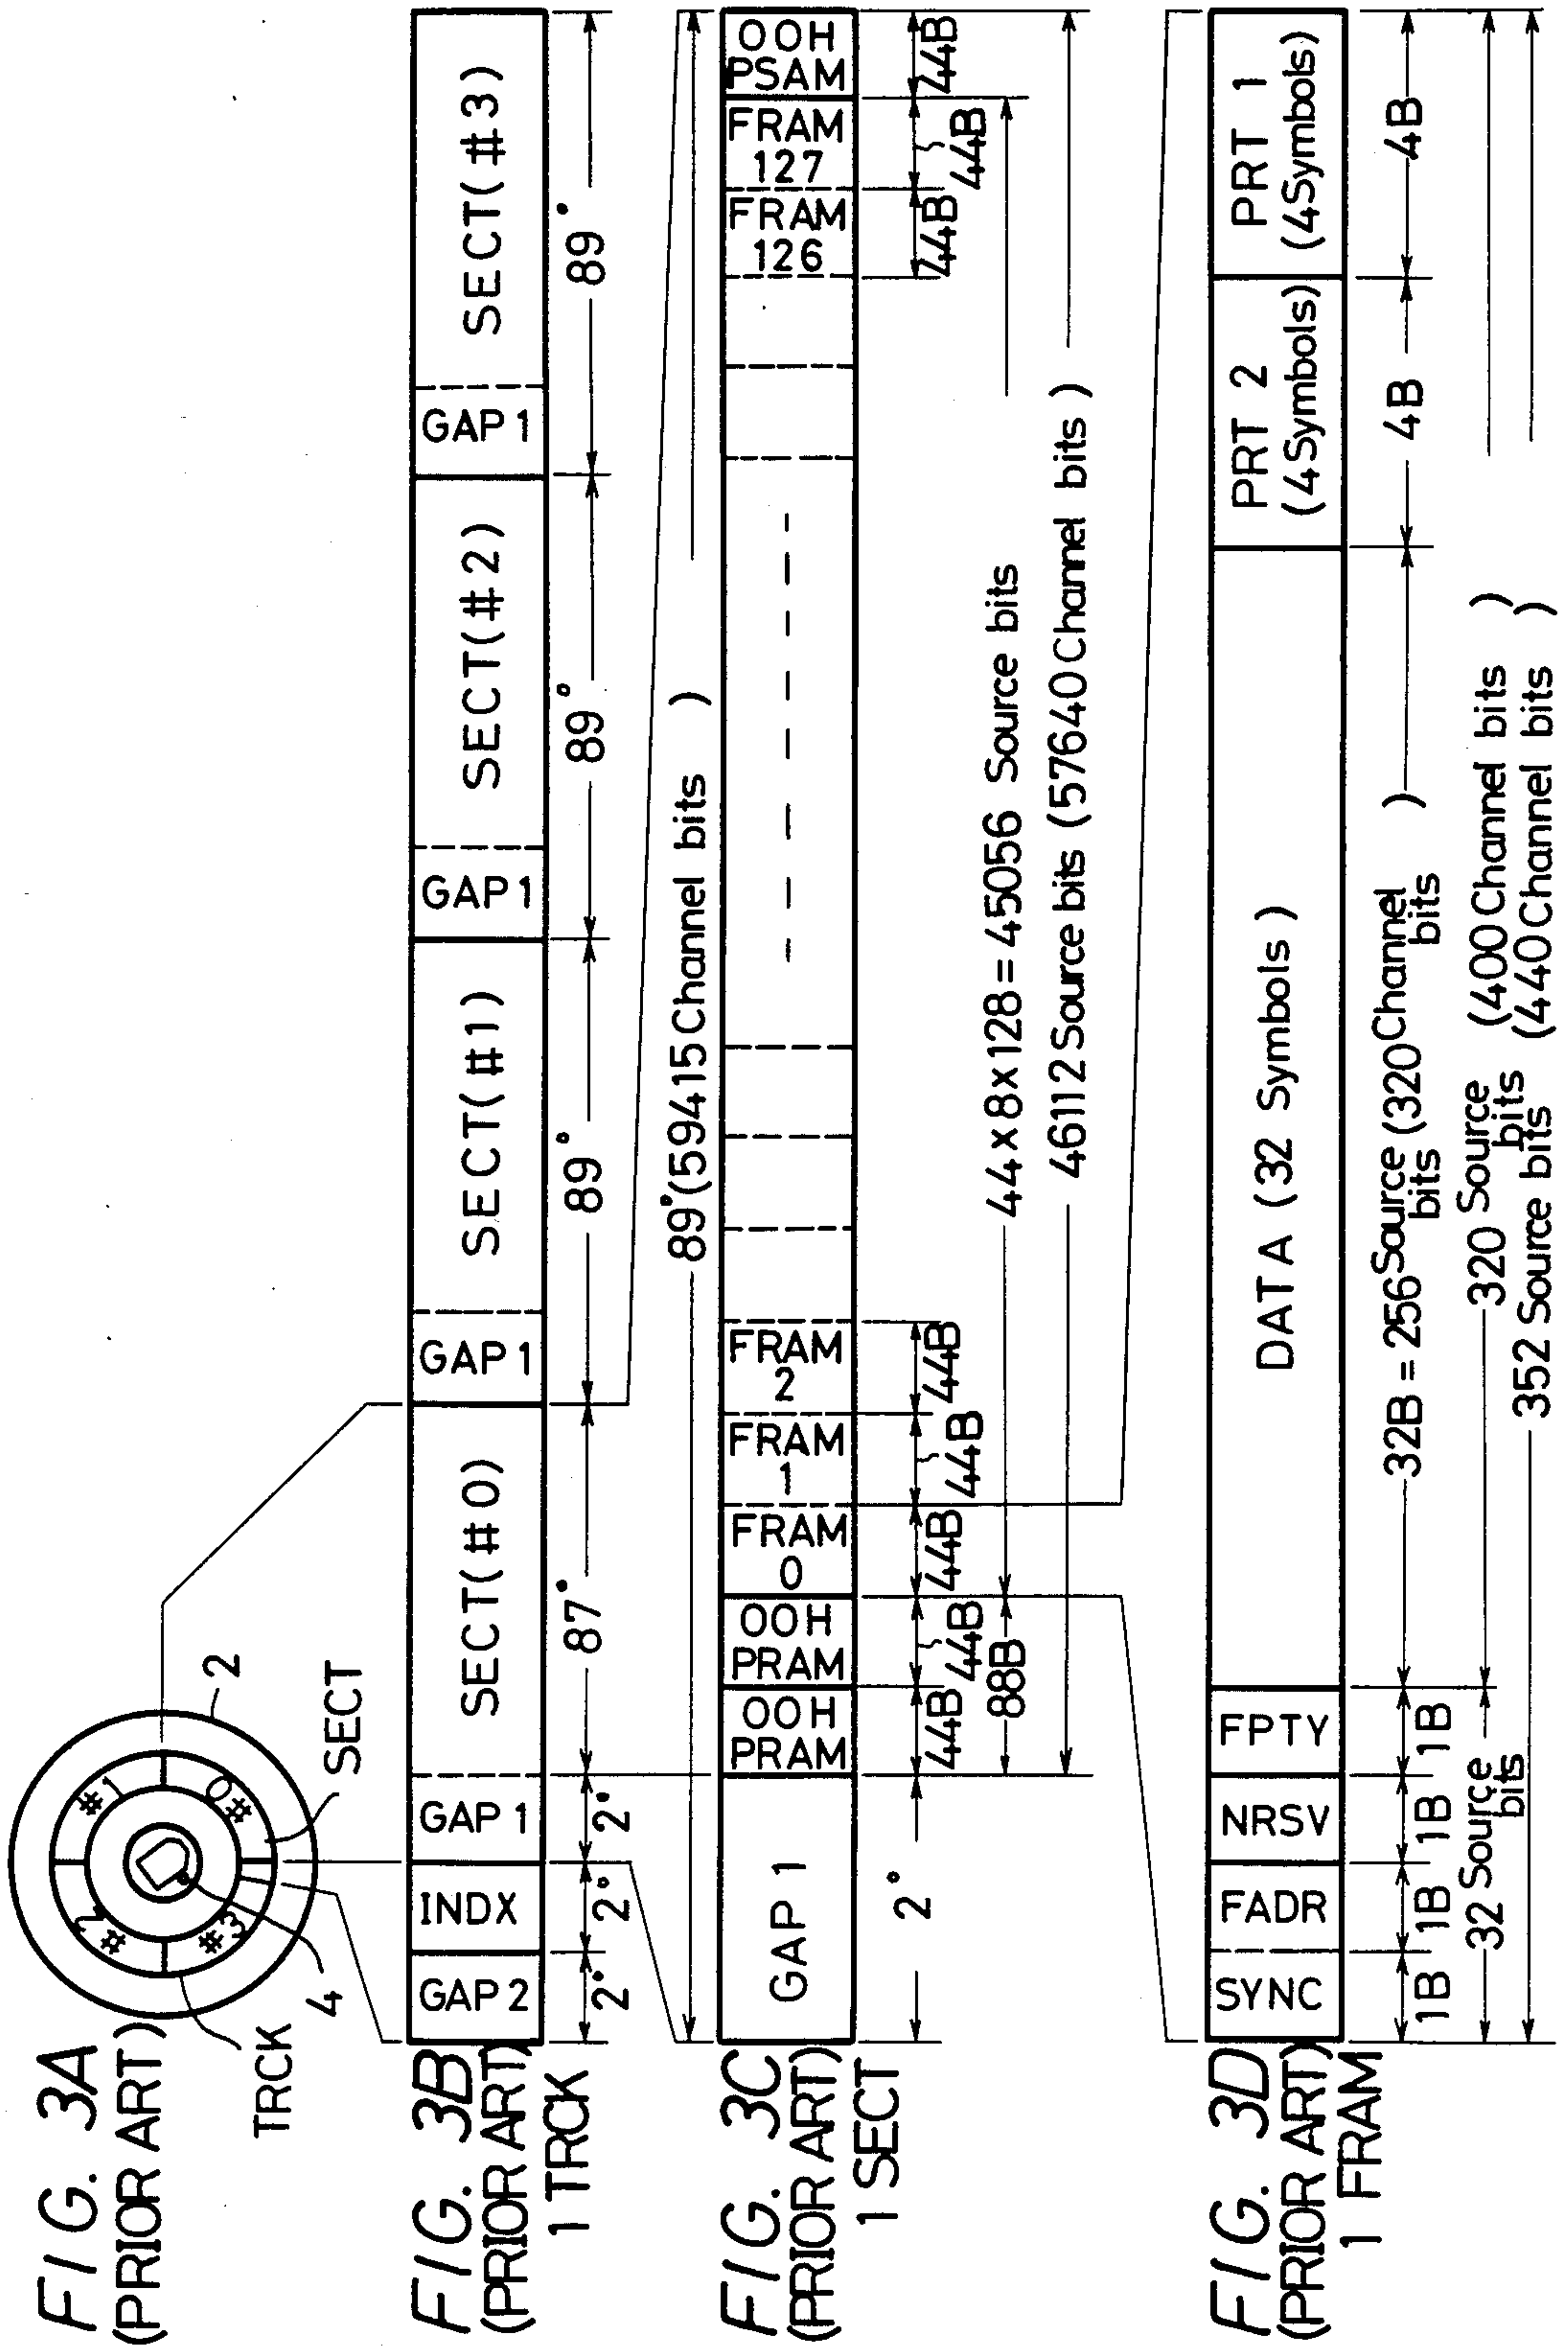 FIG. 3A
(PRIOR ART)
TRCK
4
SECT
2
#0
#1
#2
#3
FIG. 3B
(PRIOR ART)
1 TRCK
GAP 2
INDX
GAP 1
SECT(#0)
GAP 1
SECT(#1)
GAP 1
SECT(#2)
GAP 1
SECT(#3)
2°
2°
2°
87°
89°
89°
89°
89°(59415 Channel bits )
FIG. 3C
(PRIOR ART)
1 SECT
GAP 1
OOH
PRAM
OOH
PRAM
FRAM
0
FRAM
1
FRAM
2
FRAM
126
FRAM
127
OOH
PSAM
2°
44B
44B
44B
44B
44B
44B
44B
44B
88B
44x8x128=45056 Source bits
46112 Source bits (57640 Channel bits )
FIG. 3D
(PRIOR ART)
1 FRAM
SYNC
FADR
NRSV
FPTY
DATA (32 Symbols )
PRT 2
(4Symbols)
PRT 1
(4Symbols)
1B
1B
1B
1B
32B = 256 Source (320 Channel
bits bits )
4B
4B
32 Source
bits
320 Source (400 Channel bits )
bits
352 Source bits (440 Channel bits )